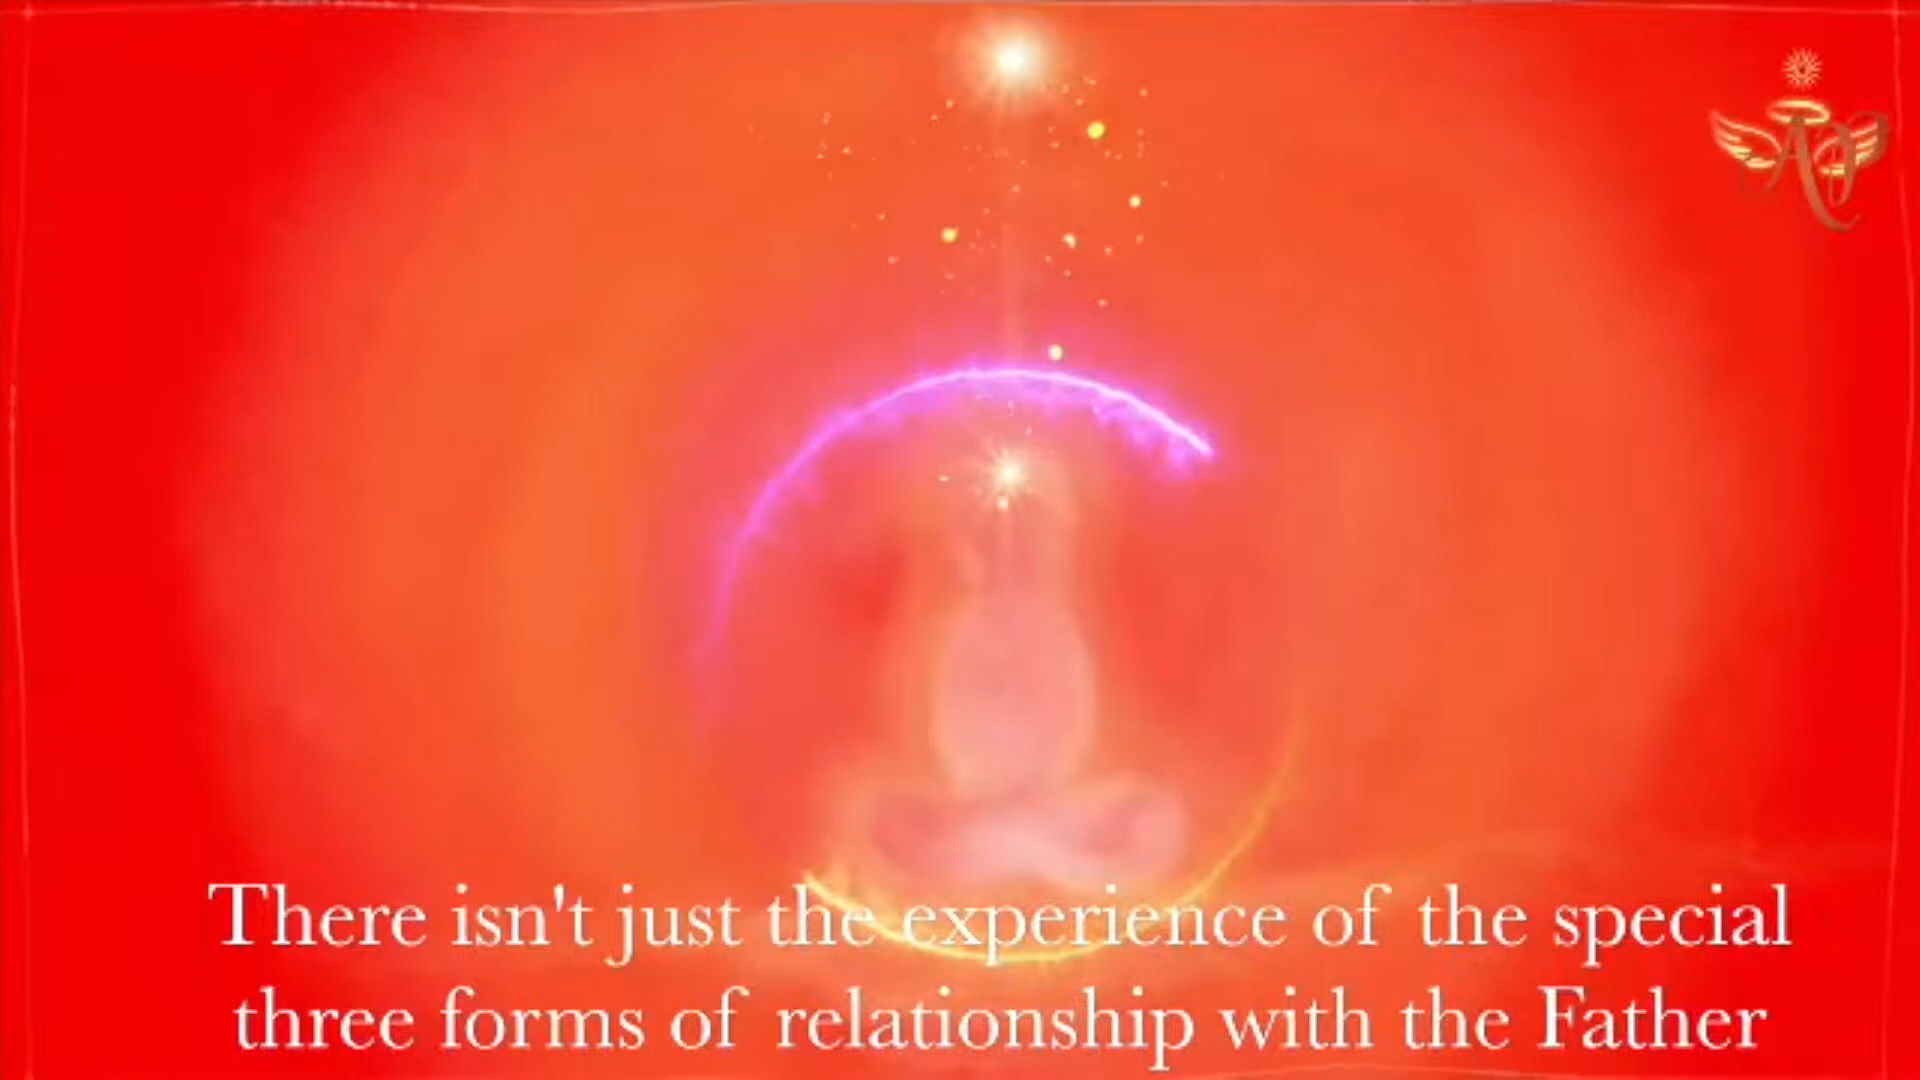 There isn't just the experience of the special
three forms of relationship with the Father